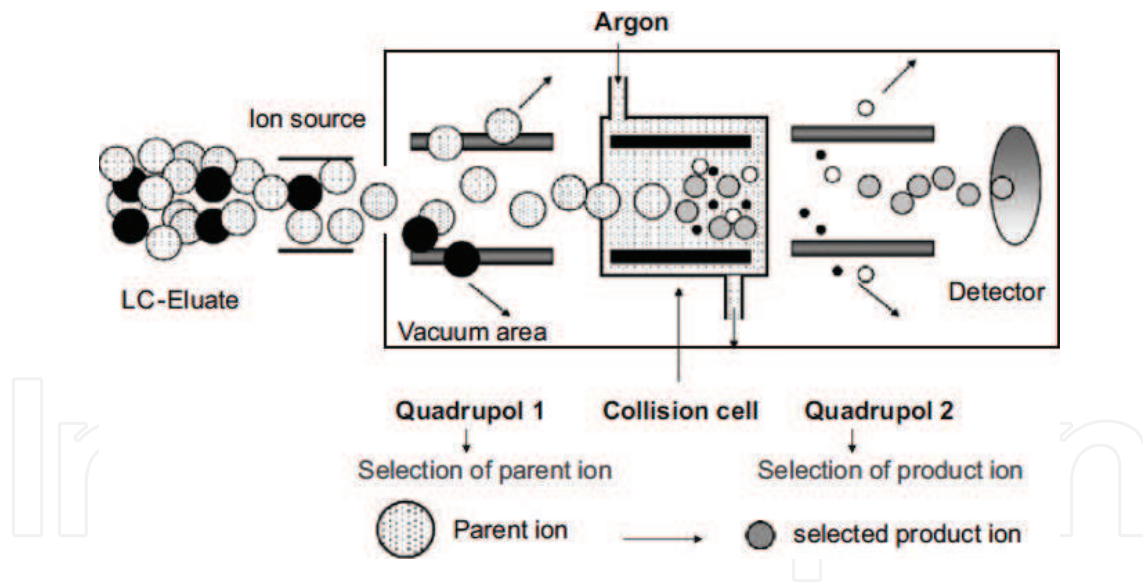 Argon
Ion source
LC-Eluate
Vacuum area
Detector
Quadrupol 1
Collision cell
Quadrupol 2
Selection of parent ion
Selection of product ion
Parent ion
selected product ion